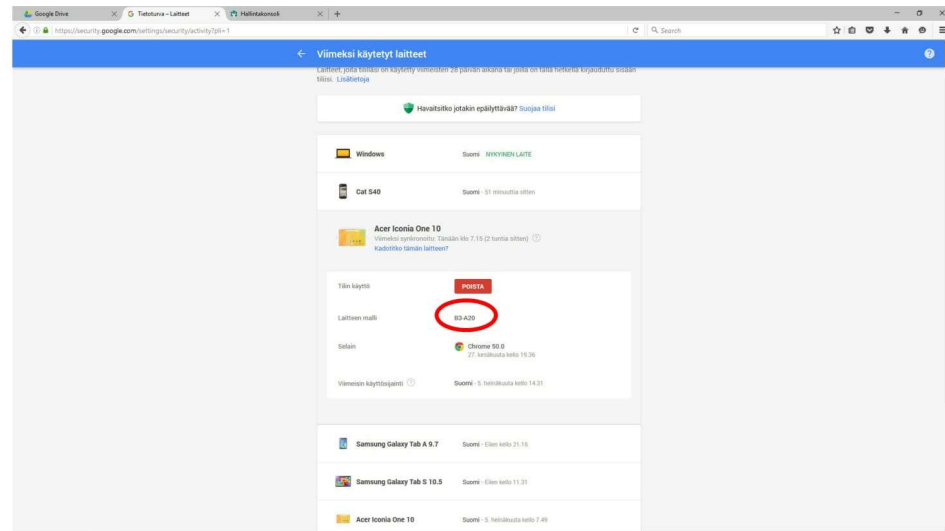 Google Drive
Tietoturva – Laitteet
Hallintakonsoli
https://security.google.com/settings/security/activity?pli=1
Search
Viimeksi käytetyt laitteet
Laitteet, joita tililläsi on käytetty viimeisten 28 päivän aikana tai joilla on tällä hetkellä kirjauduttu sisään
tiliisi. Lisätietoja
Havaitsitko jotakin epäilyttävää? Suojaa tilisi
Windows Suomi NYKYINEN LAITE
Cat S40 Suomi - 51 minuuttia sitten
Acer Iconia One 10
Viimeksi synkronoitu: Tänään klo 7.15 (2 tuntia sitten)
Kadotitko tämän laitteen?
Tilin käyttö POISTA
Laitteen malli B3-A20
Selain Chrome 50.0
27. kesäkuuta kello 19.36
Viimeisin käyttösijainti Suomi - 5. heinäkuuta kello 14.31
Samsung Galaxy Tab A 9.7 Suomi - Eilen kello 21.16
Samsung Galaxy Tab S 10.5 Suomi - Eilen kello 11.31
Acer Iconia One 10 Suomi - 5. heinäkuuta kello 7.49